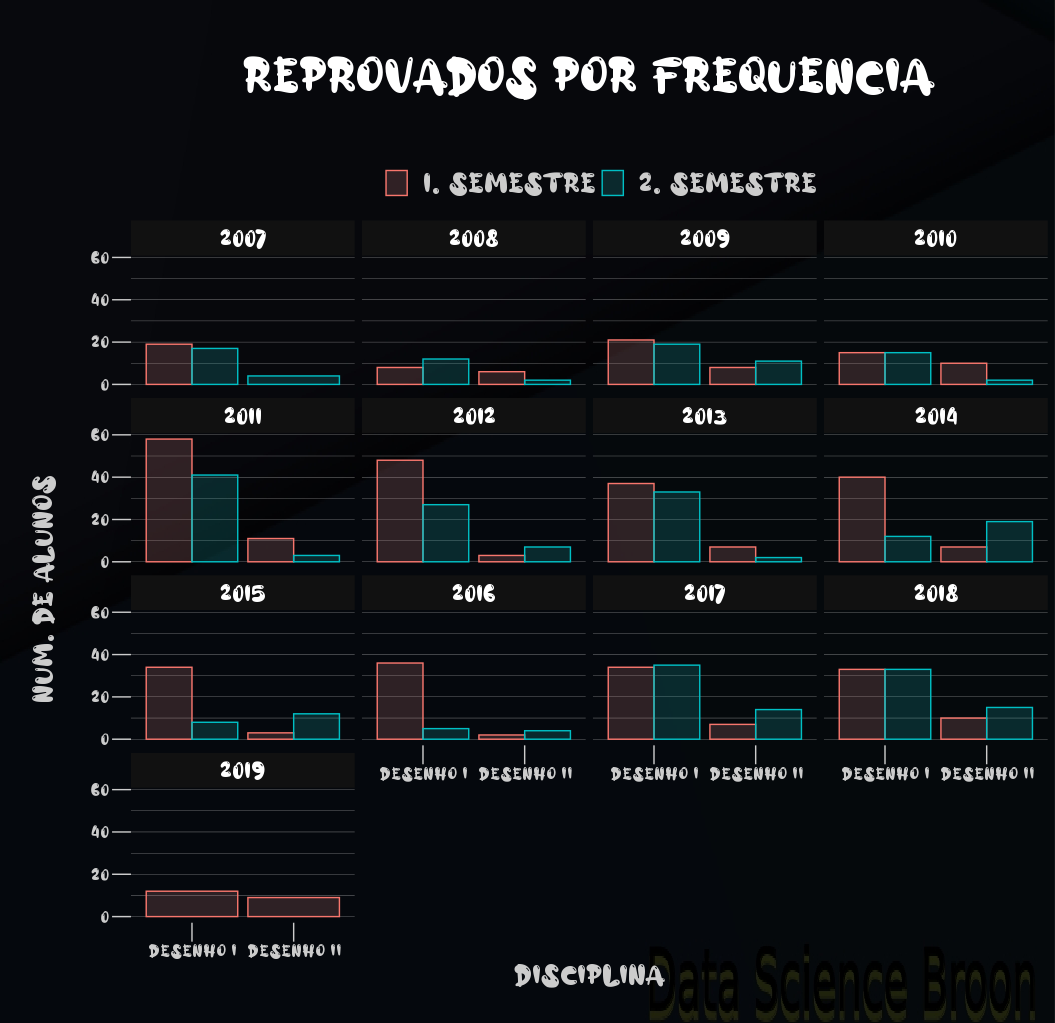 REPROVADOS POR FREQUENCIA
1. SEMESTRE 2. SEMESTRE
2007 2008 2009 2010
60
40
20
0
2011 2012 2013 2014
60
40
20
0
NUM. DE ALUNOS
2015 2016 2017 2018
60
40
20
0
DESENHO I DESENHO II DESENHO I DESENHO II DESENHO I DESENHO II
2019
60
40
20
0
DESENHO I DESENHO II
DISCIPLINA
Data Science Broon